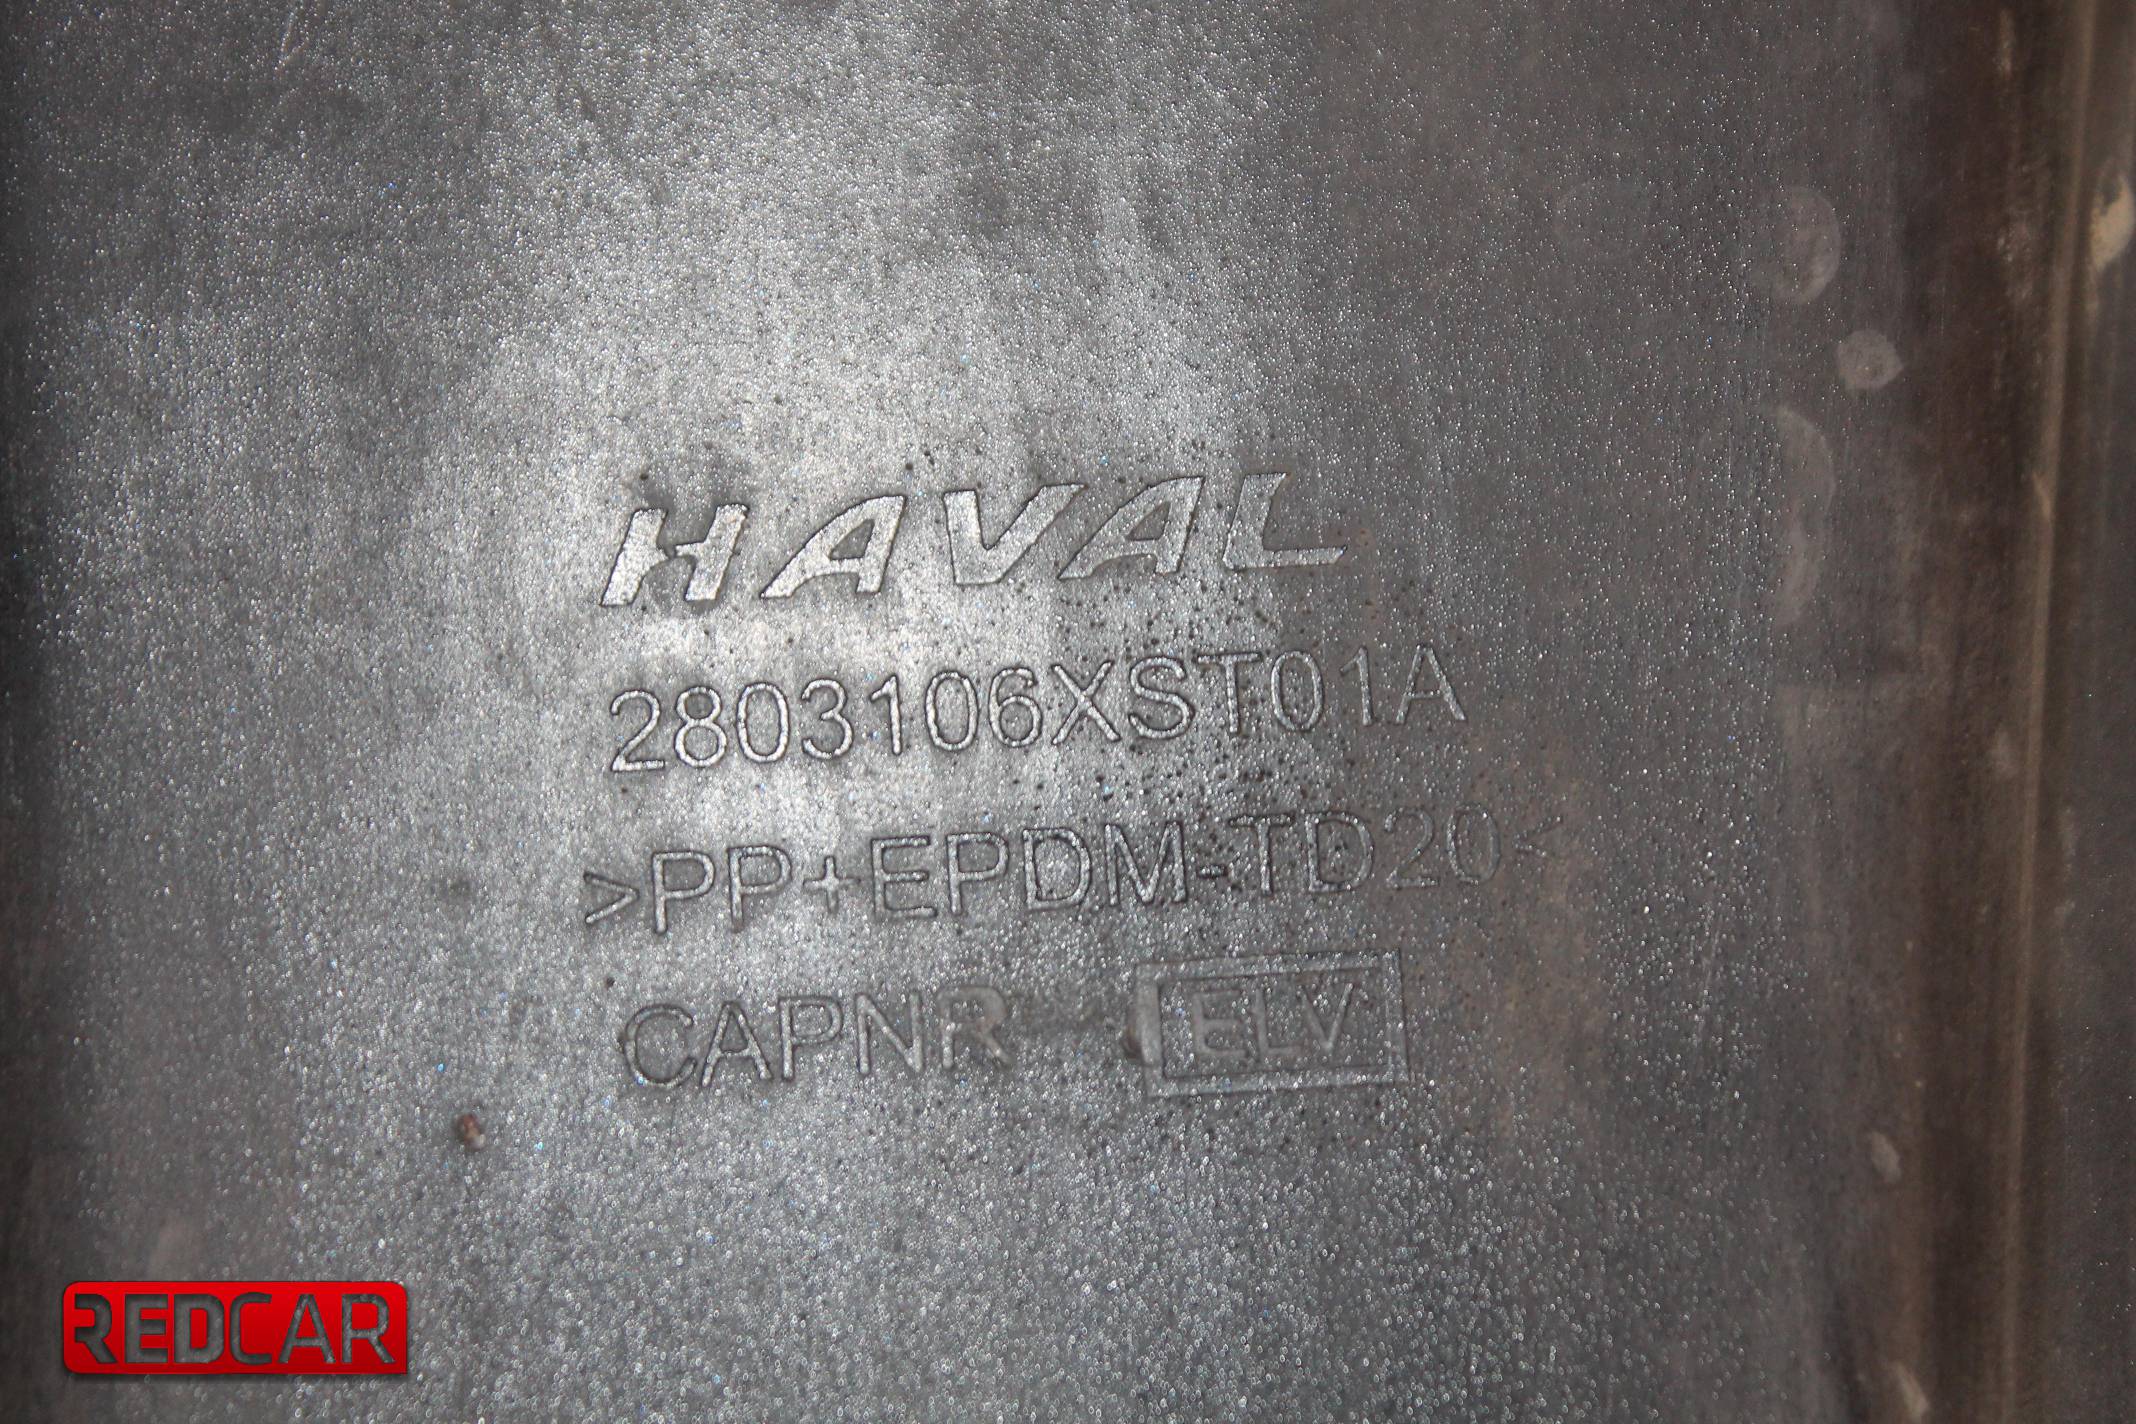 HAVAL
2803106XST01A
>PP+EPDM-TD20<
CAPNR ELV
REDCAR